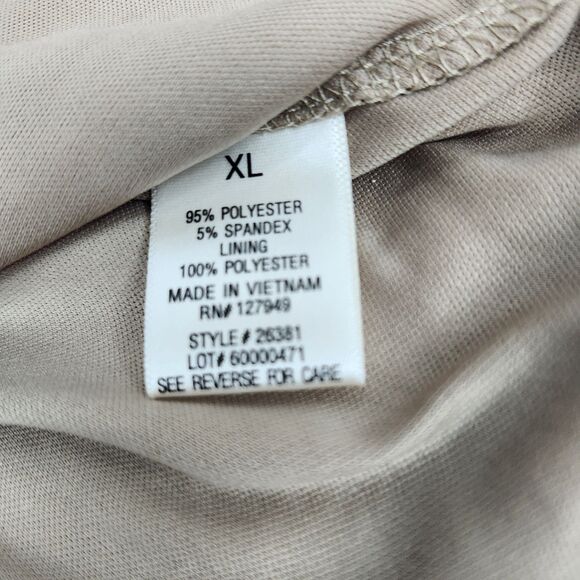 XL
95% POLYESTER
5% SPANDEX
LINING
100% POLYESTER
MADE IN VIETNAM
RN# 127949
STYLE# 26381
LOT# 60000471
SEE REVERSE FOR CARE